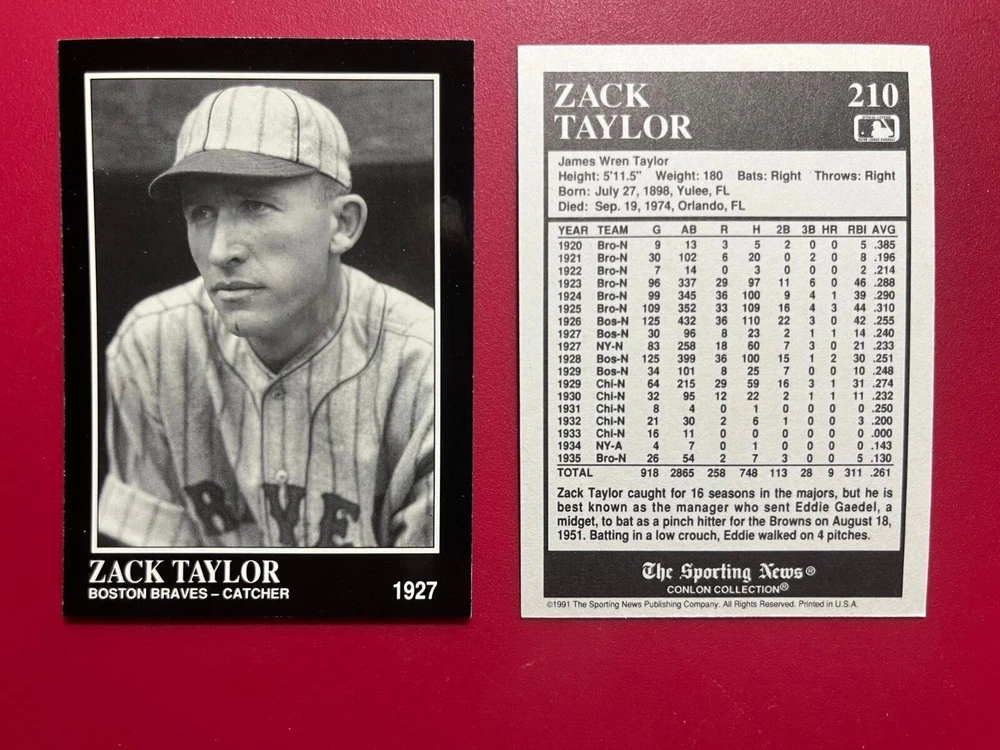 B VES
ZACK TAYLOR
BOSTON BRAVES – CATCHER
1927
ZACK TAYLOR
210
James Wren Taylor
Height: 5'11.5" Weight: 180 Bats: Right Throws: Right
Born: July 27, 1898, Yulee, FL
Died: Sep. 19, 1974, Orlando, FL
YEAR TEAM G AB R H 2B 3B HR RBI AVG
1920 Bro-N 9 13 3 5 2 0 0 5 .385
1921 Bro-N 30 102 6 20 0 2 0 8 .196
1922 Bro-N 7 14 0 3 0 0 0 2 .214
1923 Bro-N 96 337 29 97 11 6 0 46 .288
1924 Bro-N 99 345 36 100 9 4 1 39 .290
1925 Bro-N 109 352 33 109 16 4 3 44 .310
1926 Bos-N 125 432 36 110 22 3 0 42 .255
1927 Bos-N 30 96 8 23 2 1 1 14 .240
1927 NY-N 83 258 18 60 7 3 0 21 .233
1928 Bos-N 125 399 36 100 15 1 2 30 .251
1929 Bos-N 34 101 8 25 7 0 0 10 .248
1929 Chi-N 64 215 29 59 16 3 1 31 .274
1930 Chi-N 32 95 12 22 2 1 1 11 .232
1931 Chi-N 8 4 0 1 0 0 0 0 .250
1932 Chi-N 21 30 2 6 1 0 0 3 .200
1933 Chi-N 16 11 0 0 0 0 0 0 .000
1934 NY-A 4 7 0 1 0 0 0 0 .143
1935 Bro-N 26 54 2 7 3 0 0 5 .130
TOTAL 918 2865 258 748 113 28 9 311 .261
Zack Taylor caught for 16 seasons in the majors, but he is
best known as the manager who sent Eddie Gaedel, a
midget, to bat as a pinch hitter for the Browns on August 18,
1951. Batting in a low crouch, Eddie walked on 4 pitches.
The Sporting News®
CONLON COLLECTION®
©1991 The Sporting News Publishing Company. All Rights Reserved. Printed in U.S.A.